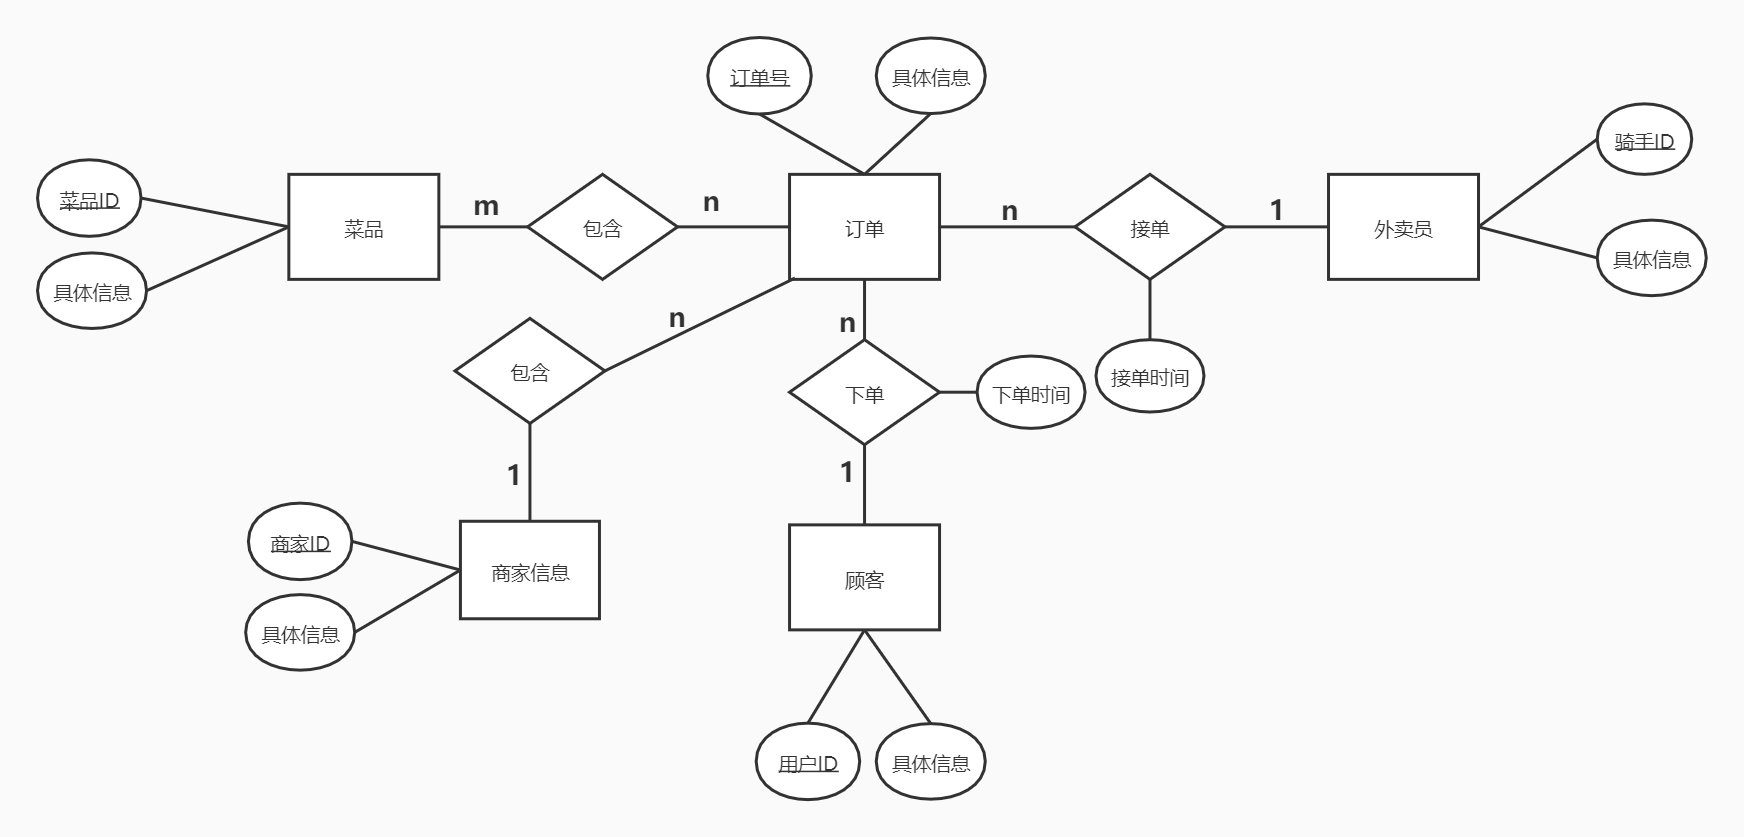 订单号
具体信息
骑手ID
菜品ID
菜品
m
包含
n
订单
n
接单
1
外卖员
具体信息
具体信息
n
n
包含
下单
下单时间
接单时间
1
1
商家ID
商家信息
顾客
具体信息
用户ID
具体信息